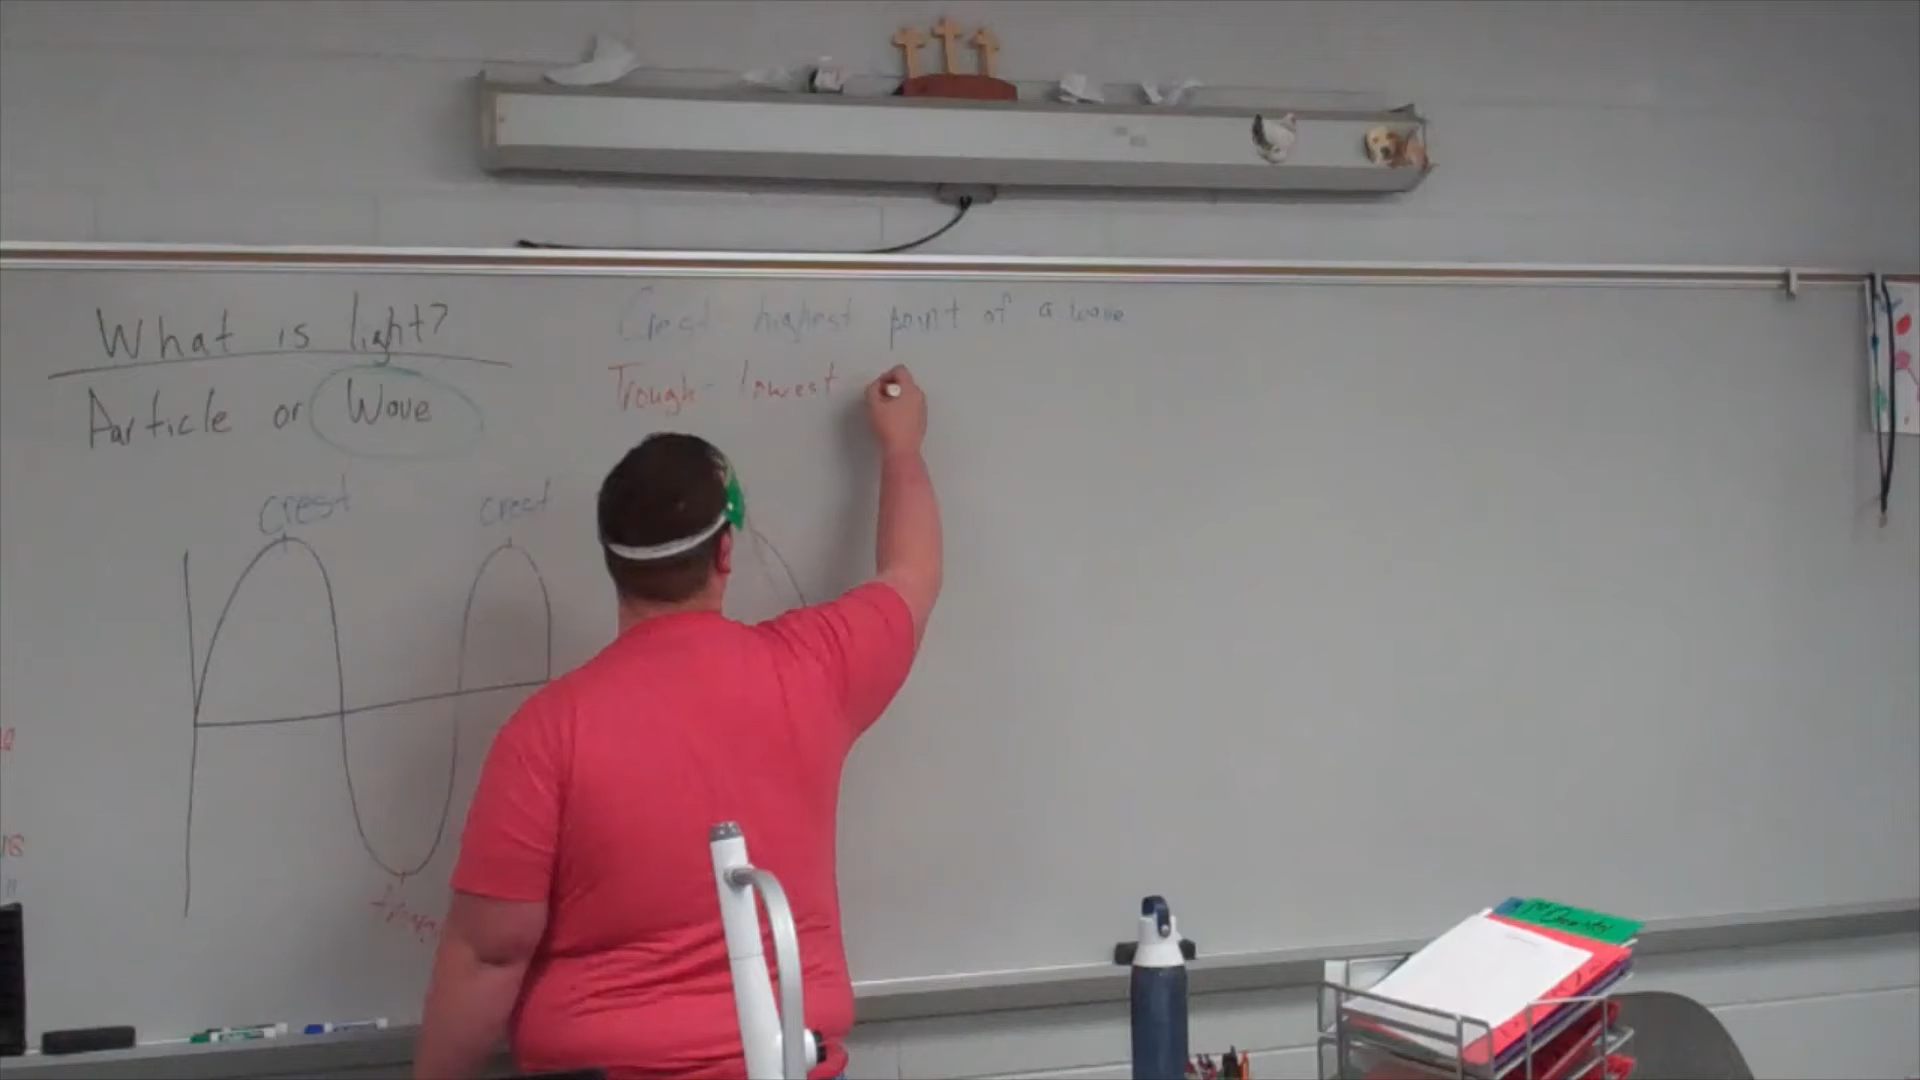 What is light?
Particle or Wave
Crest - highest point of a wave
Trough - lowest
crest crest